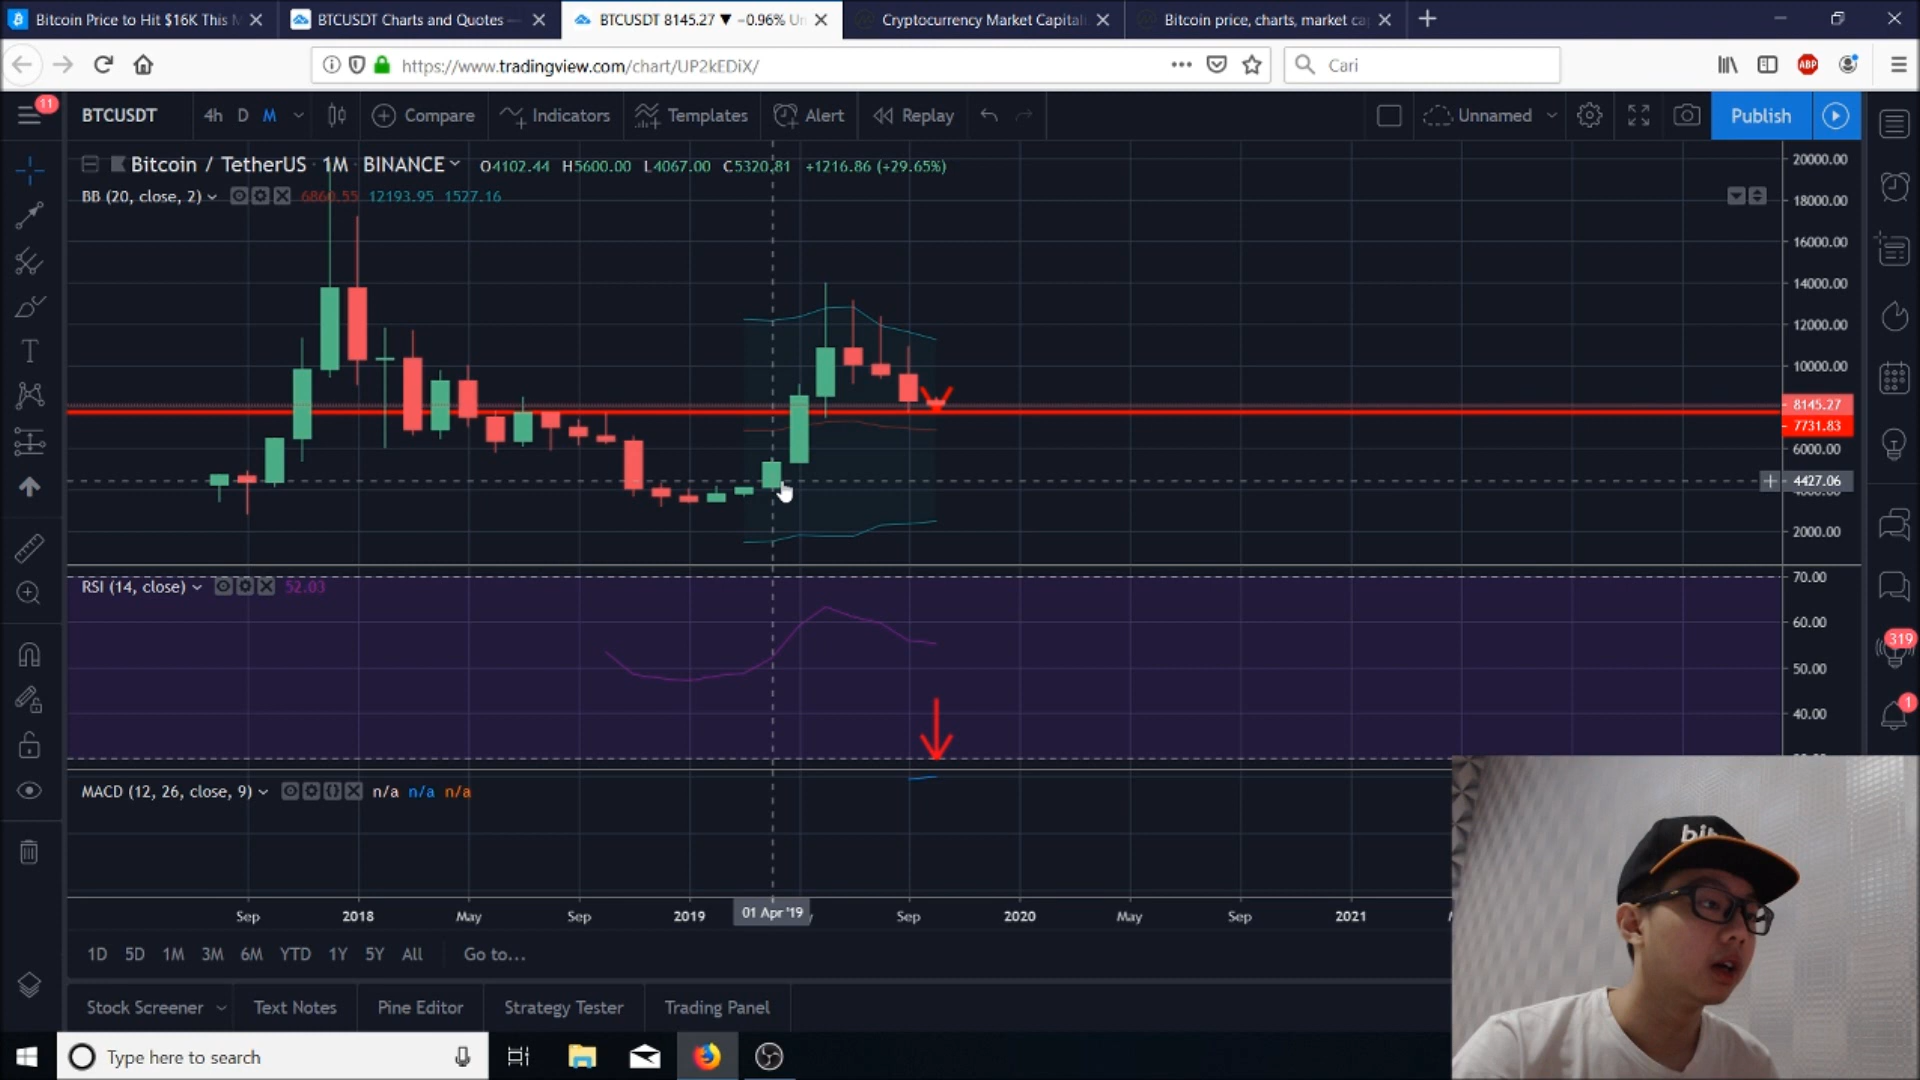 Bitcoin Price to Hit $16K This M
BTCUSDT Charts and Quotes —
BTCUSDT 8145.27 ▼ −0.96% Un
Cryptocurrency Market Capitali
Bitcoin price, charts, market ca
https://www.tradingview.com/chart/UP2kEDiX/
Cari
ABP
11
BTCUSDT
4h D M
Compare
Indicators
Templates
Alert
Replay
Unnamed
Publish
Bitcoin / TetherUS · 1M · BINANCE
O4102.44 H5600.00 L4067.00 C5320.81 +1216.86 (+29.65%)
BB (20, close, 2) 6860.55 12193.95 1527.16
20000.00
18000.00
16000.00
14000.00
12000.00
10000.00
8145.27
7731.83
6000.00
4427.06
2000.00
RSI (14, close) 52.03
70.00
60.00
50.00
40.00
319
1
MACD (12, 26, close, 9) n/a n/a n/a
Sep 2018 May Sep 2019 01 Apr '19 Sep 2020 May Sep 2021
1D 5D 1M 3M 6M YTD 1Y 5Y All Go to...
Stock Screener Text Notes Pine Editor Strategy Tester Trading Panel
Type here to search